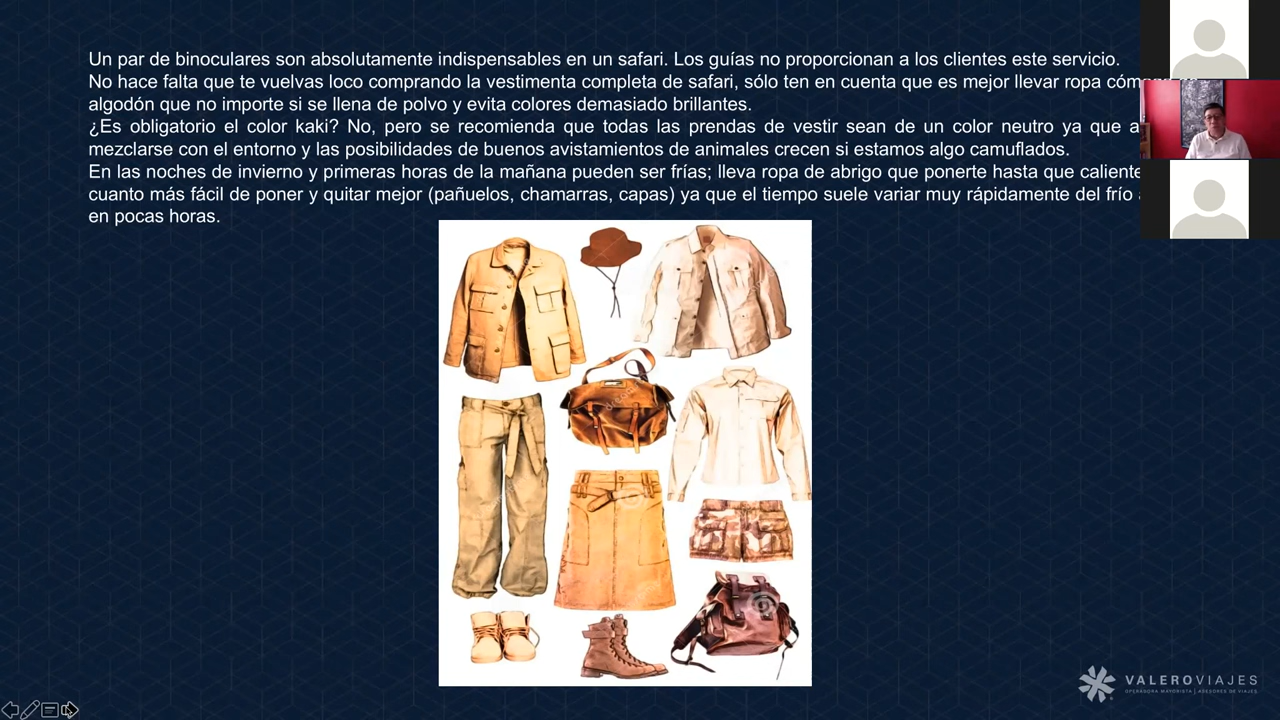 Un par de binoculares son absolutamente indispensables en un safari. Los guías no proporcionan a los clientes este servicio.
No hace falta que te vuelvas loco comprando la vestimenta completa de safari, sólo ten en cuenta que es mejor llevar ropa
algodón que no importe si se llena de polvo y evita colores demasiado brillantes.
¿Es obligatorio el color kaki? No, pero se recomenda que todas las prendas de vestir sean de un color neutro ya que
mezclarse con el entorno y las posibilidades de buenos avistamientos de animales crecen si estamos algo camuflados.
En las noches de invierno y primeras horas de la mañana pueden ser frías; lleva ropa de abrigo que ponerte hasta que caliente
cuanto más fácil de poner y quitar mejor (pañuelos, chamarras, capas) ya que el tiempo suele variar muy rápidamente del frío
en pocas horas.
VALEROVIAJES
OPERADORA MAYORISTA | ASESORES DE VIAJES